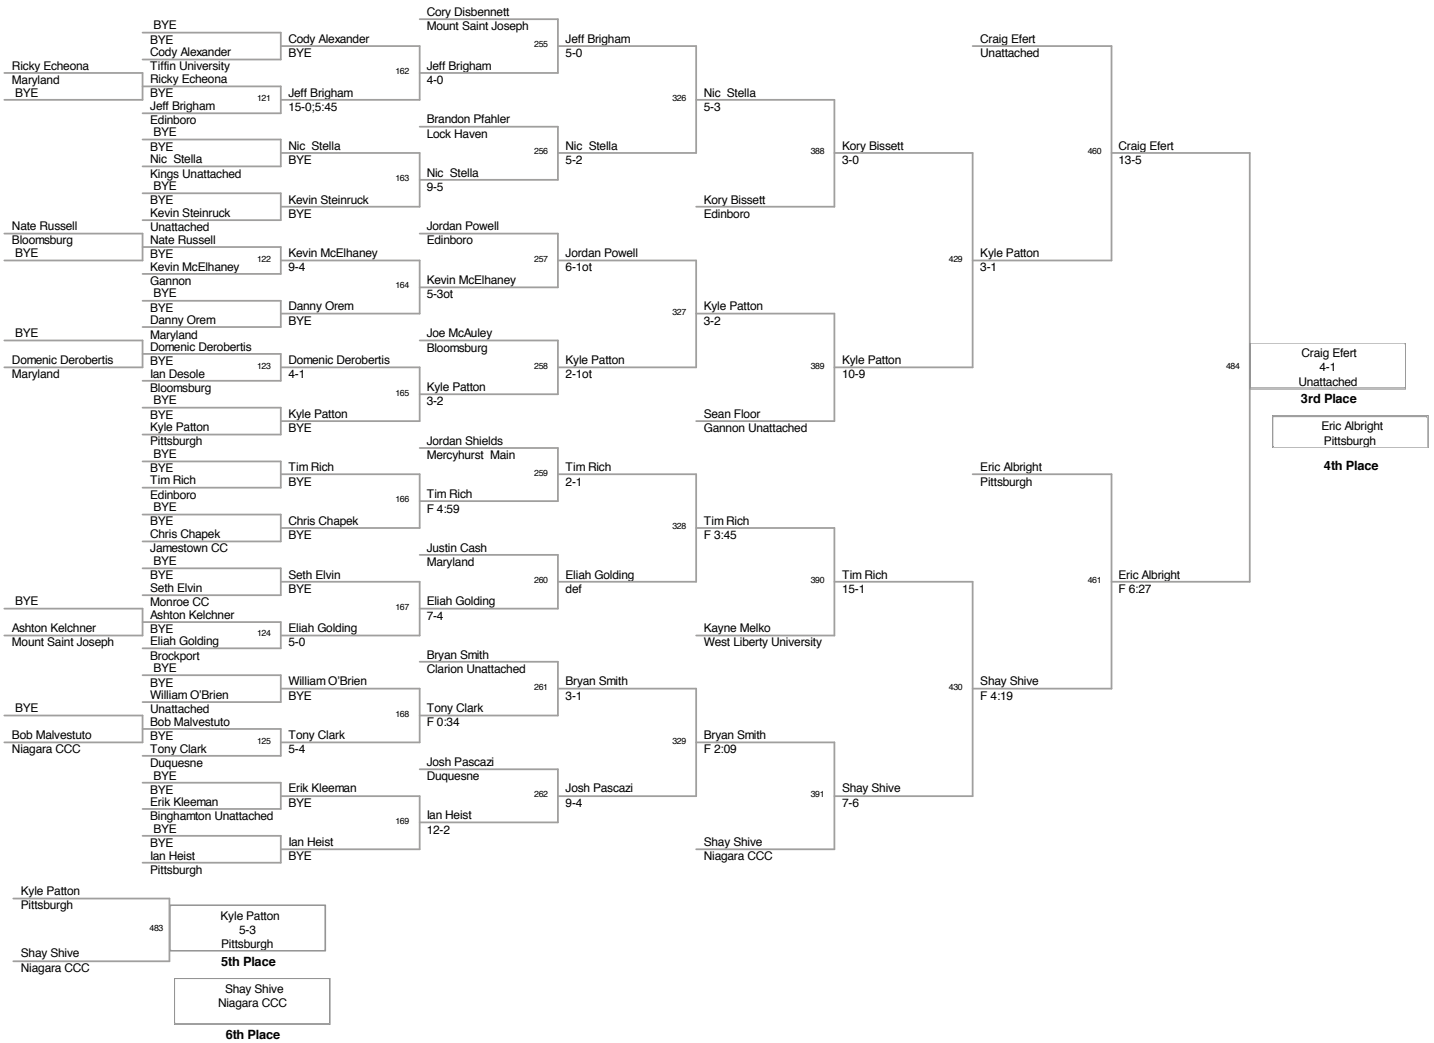 Cory Disbennett
Mount Saint Joseph
BYE
BYE
Cody Alexander
Tiffin University
Cody Alexander
BYE
255
Jeff Brigham
5-0
Craig Efert
Unattached
Ricky Echeona
Maryland
BYE
Ricky Echeona
BYE
Jeff Brigham
Edinboro
121
Jeff Brigham
15-0;5:45
162
Jeff Brigham
4-0
326
Nic Stella
5-3
Brandon Pfahler
Lock Haven
BYE
BYE
Nic Stella
Kings Unattached
Nic Stella
BYE
256
Nic Stella
5-2
388
Kory Bissett
3-0
460
Craig Efert
13-5
163
Nic Stella
9-5
BYE
BYE
Kevin Steinruck
Unattached
Kevin Steinruck
BYE
Kory Bissett
Edinboro
Nate Russell
Bloomsburg
BYE
Nate Russell
BYE
Kevin McElhaney
Gannon
122
Kevin McElhaney
9-4
Jordan Powell
Edinboro
257
Jordan Powell
6-1ot
429
Kyle Patton
3-1
164
Kevin McElhaney
5-3ot
BYE
BYE
Danny Orem
Maryland
Danny Orem
BYE
327
Kyle Patton
3-2
BYE
Domenic Derobertis
Maryland
Domenic Derobertis
BYE
Ian Desole
Bloomsburg
123
Domenic Derobertis
4-1
Joe McAuley
Bloomsburg
258
Kyle Patton
2-1ot
389
Kyle Patton
10-9
484
Craig Efert
4-1
Unattached
3rd Place
165
Kyle Patton
3-2
BYE
BYE
Kyle Patton
Pittsburgh
Kyle Patton
BYE
Sean Floor
Gannon Unattached
Eric Albright
Pittsburgh
4th Place
Jordan Shields
Mercyhurst Main
BYE
BYE
Tim Rich
Edinboro
Tim Rich
BYE
259
Tim Rich
2-1
Eric Albright
Pittsburgh
166
Tim Rich
F 4:59
BYE
BYE
Chris Chapek
Jamestown CC
Chris Chapek
BYE
328
Tim Rich
F 3:45
Justin Cash
Maryland
BYE
BYE
Seth Elvin
Monroe CC
Seth Elvin
BYE
260
Eliah Golding
def
390
Tim Rich
15-1
461
Eric Albright
F 6:27
167
Eliah Golding
7-4
BYE
Ashton Kelchner
Mount Saint Joseph
Ashton Kelchner
BYE
Eliah Golding
Brockport
124
Eliah Golding
5-0
Kayne Melko
West Liberty University
Bryan Smith
Clarion Unattached
BYE
BYE
William O'Brien
Unattached
William O'Brien
BYE
261
Bryan Smith
3-1
430
Shay Shive
F 4:19
168
Tony Clark
F 0:34
BYE
Bob Malvestuto
Niagara CCC
Bob Malvestuto
BYE
Tony Clark
Duquesne
125
Tony Clark
5-4
329
Bryan Smith
F 2:09
Josh Pascazi
Duquesne
BYE
BYE
Erik Kleeman
Binghamton Unattached
Erik Kleeman
BYE
262
Josh Pascazi
9-4
391
Shay Shive
7-6
169
Ian Heist
12-2
BYE
BYE
Ian Heist
Pittsburgh
Ian Heist
BYE
Shay Shive
Niagara CCC
Kyle Patton
Pittsburgh
483
Kyle Patton
5-3
Pittsburgh
5th Place
Shay Shive
Niagara CCC
Shay Shive
Niagara CCC
6th Place